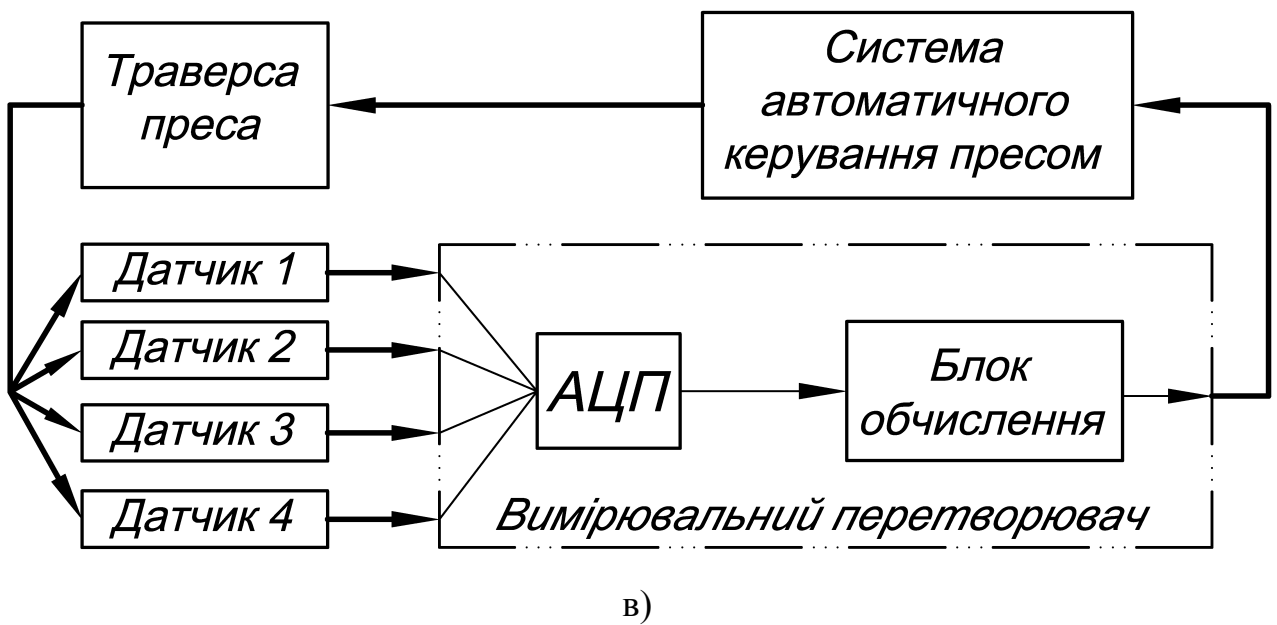 Траверса
преса
Система
автоматичного
керування пресом
Датчик 1
Датчик 2
Датчик 3
Датчик 4
АЦП
Блок
обчислення
Вимірювальний перетворювач
в)